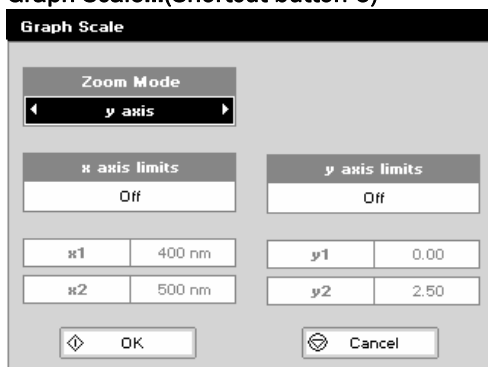 Graph Scale...(Shortcut button 8)
Graph Scale
Zoom Mode
y axis
x axis limits
Off
y axis limits
Off
x1 400 nm
x2 500 nm
y1 0.00
y2 2.50
OK
Cancel